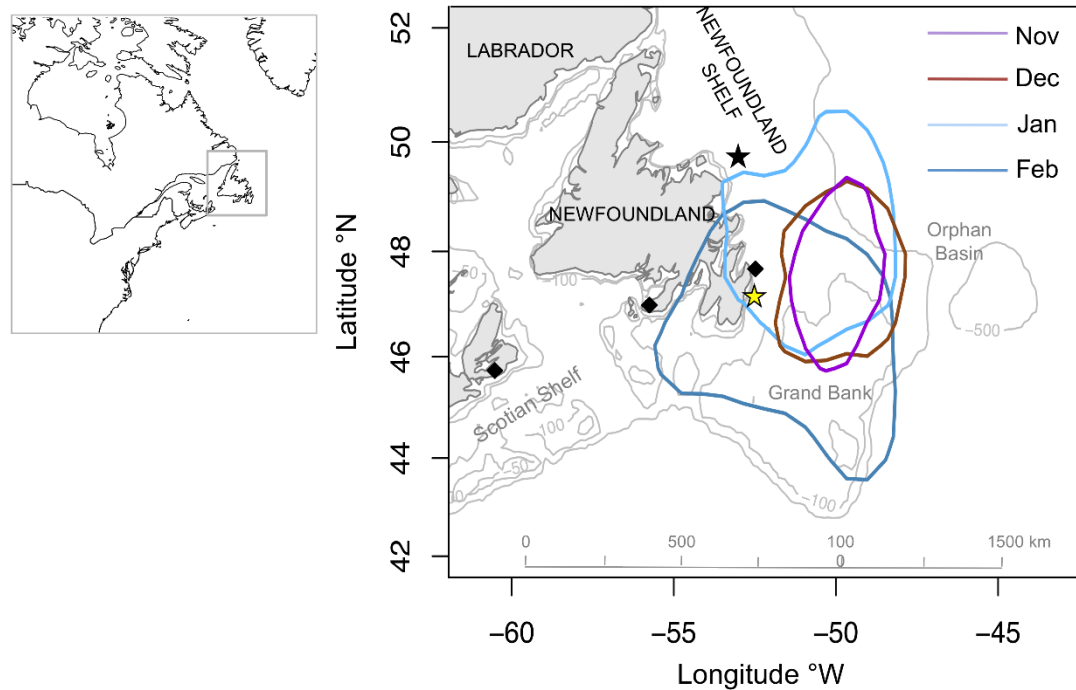 52
50
48
46
44
42
Latitude °N
LABRADOR
NEWFOUNDLAND
SHELF
NEWFOUNDLAND
Nov
Dec
Jan
Feb
Orphan
Basin
−500
−100
Grand Bank
Scotian Shelf
−100
−50
−100
0
500
100
0
1500 km
−60
−55
−50
−45
Longitude °W